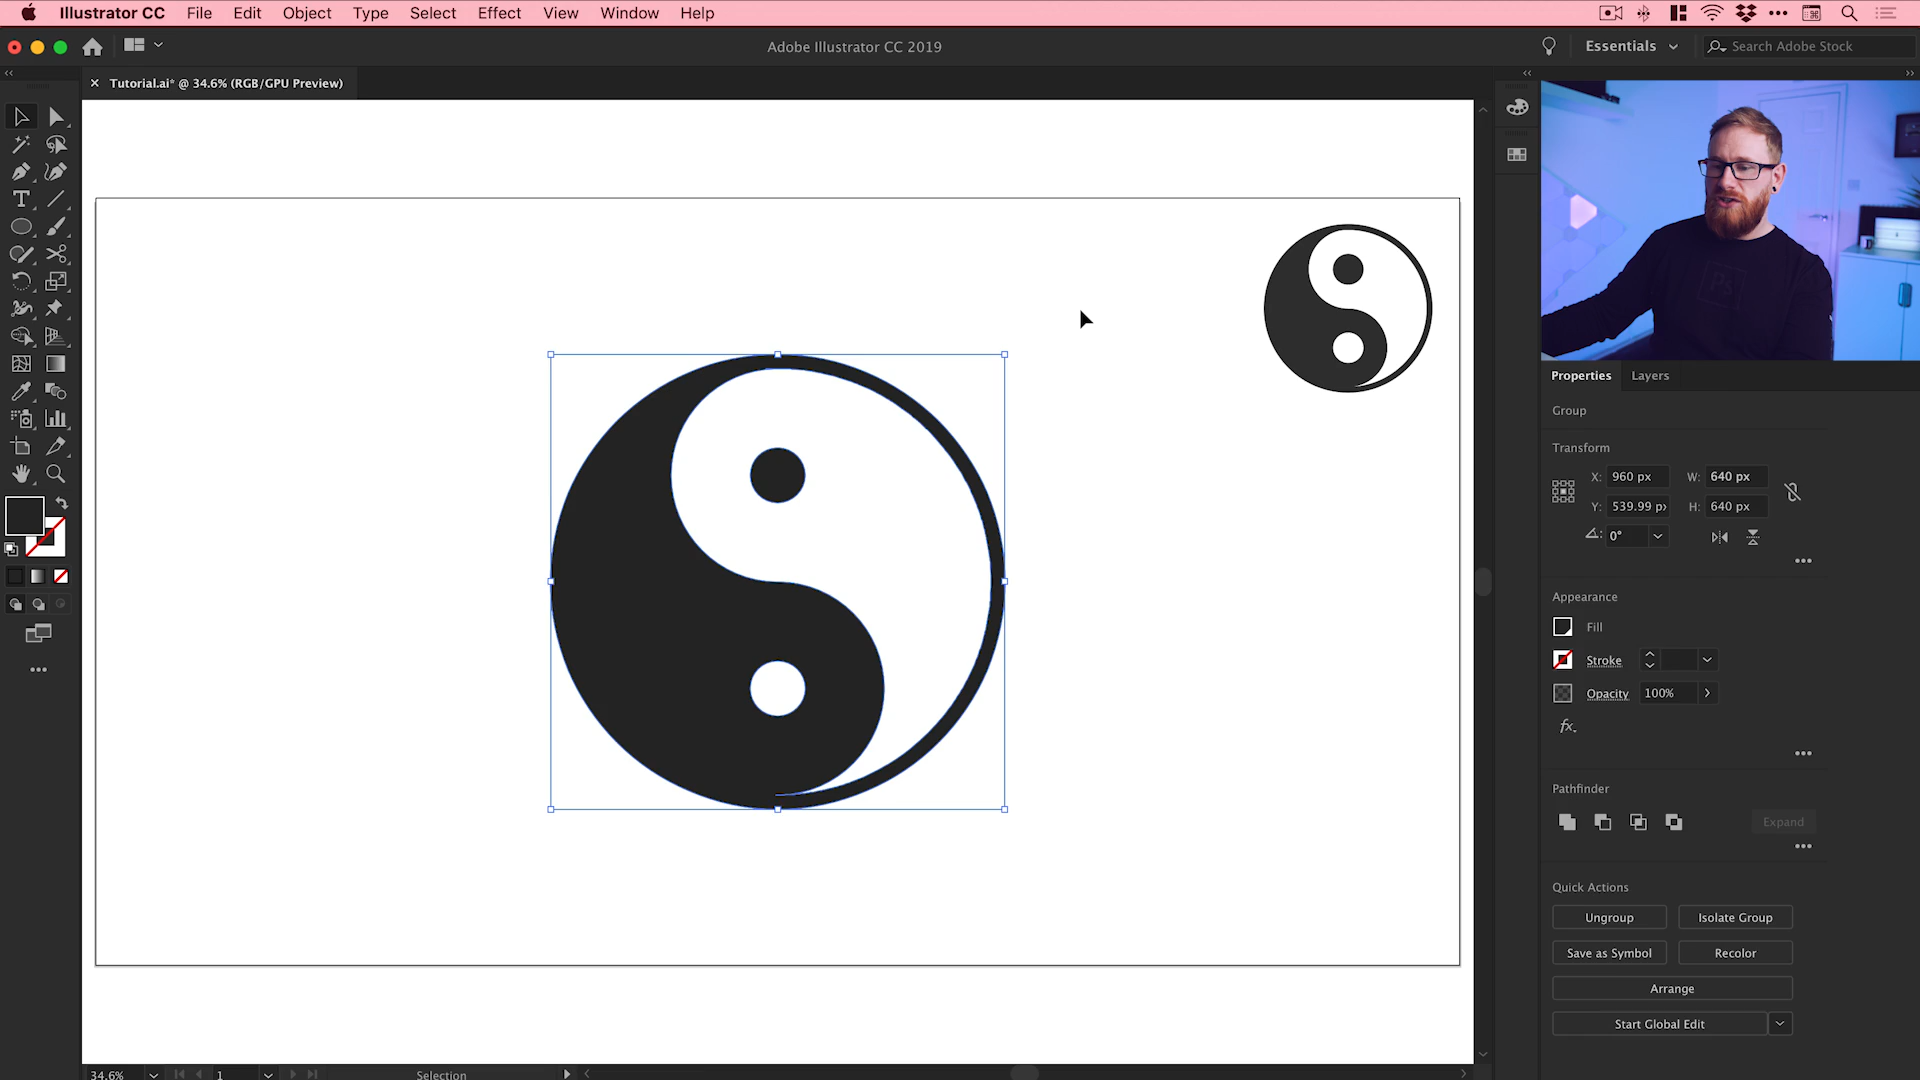 Illustrator CC File Edit Object Type Select Effect View Window Help
Adobe Illustrator CC 2019
Essentials
Search Adobe Stock
Tutorial.ai* @ 34.6% (RGB/GPU Preview)
Properties Layers
Group
Transform
X: 960 px W: 640 px
Y: 539.99 px H: 640 px
0°
Appearance
Fill
Stroke
Opacity 100%
fx.
Pathfinder
Expand
Quick Actions
Ungroup Isolate Group
Save as Symbol Recolor
Arrange
Start Global Edit
34.6% 1 Selection